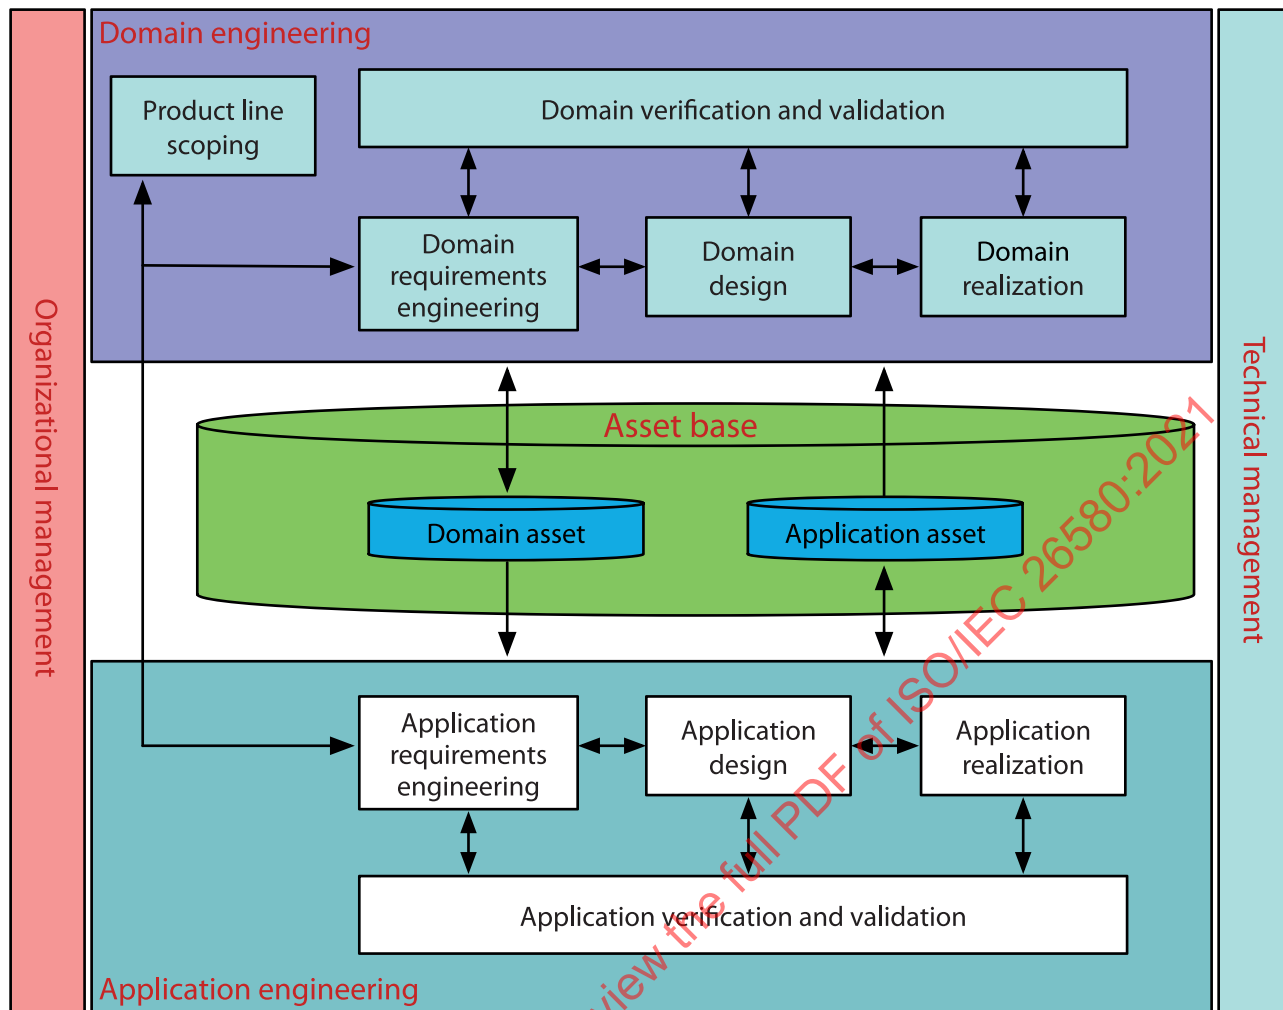 Domain engineering
Product line
scoping
Domain verification and validation
Domain
requirements
engineering
Domain
design
Domain
realization
Organizational management
Technical management
Asset base
Domain asset
Application asset
Application
requirements
engineering
Application
design
Application
realization
Application verification and validation
Application engineering
view the full PDF of ISO/IEC 26580:2021